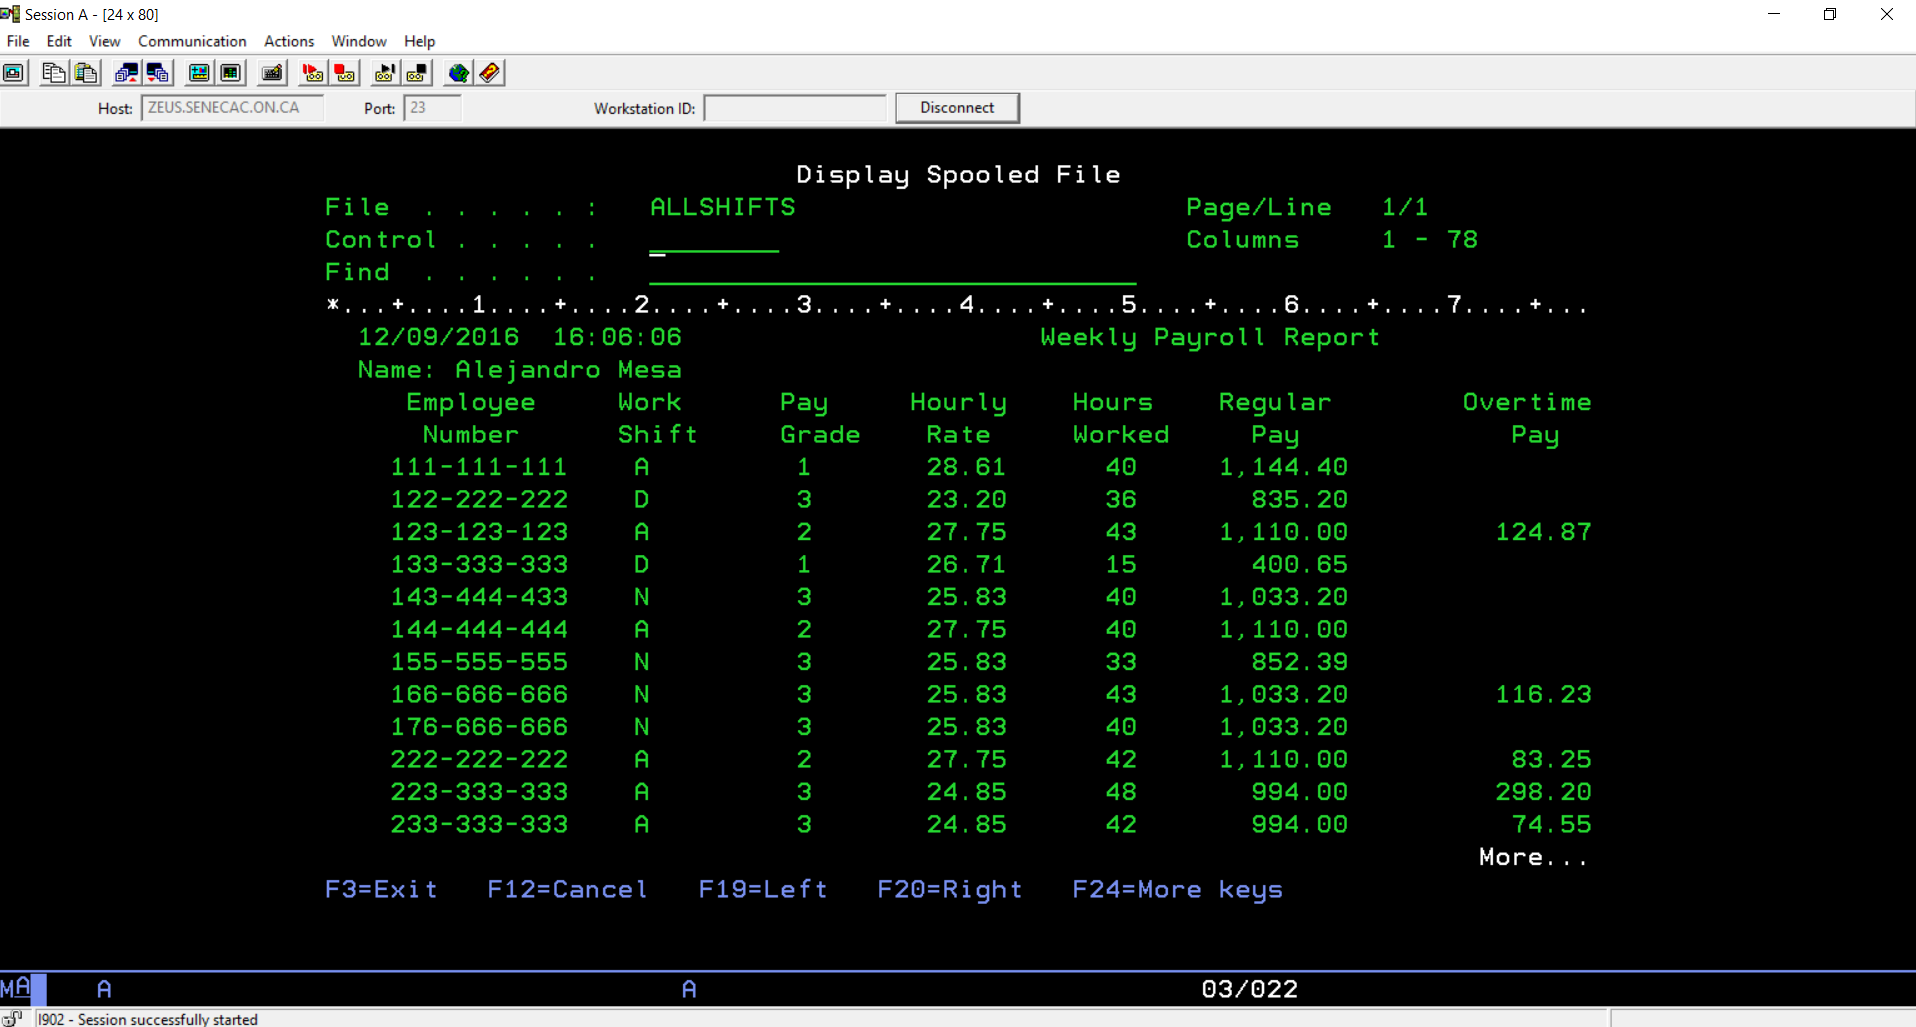 Session A - [24 x 80]
File Edit View Communication Actions Window Help
Host: ZEUS.SENECAC.ON.CA Port: 23 Workstation ID: Disconnect
Display Spooled File
File . . . . . : ALLSHIFTS Page/Line 1/1
Control . . . . . Columns 1 - 78
Find . . . . . .
*...+....1....+....2....+....3....+....4....+....5....+....6....+....7....+...
12/09/2016 16:06:06 Weekly Payroll Report
Name: Alejandro Mesa
Employee Work Pay Hourly Hours Regular Overtime
Number Shift Grade Rate Worked Pay Pay
111-111-111 A 1 28.61 40 1,144.40
122-222-222 D 3 23.20 36 835.20
123-123-123 A 2 27.75 43 1,110.00 124.87
133-333-333 D 1 26.71 15 400.65
143-444-433 N 3 25.83 40 1,033.20
144-444-444 A 2 27.75 40 1,110.00
155-555-555 N 3 25.83 33 852.39
166-666-666 N 3 25.83 43 1,033.20 116.23
176-666-666 N 3 25.83 40 1,033.20
222-222-222 A 2 27.75 42 1,110.00 83.25
223-333-333 A 3 24.85 48 994.00 298.20
233-333-333 A 3 24.85 42 994.00 74.55
More...
F3=Exit F12=Cancel F19=Left F20=Right F24=More keys
MA A A 03/022
I902 - Session successfully started